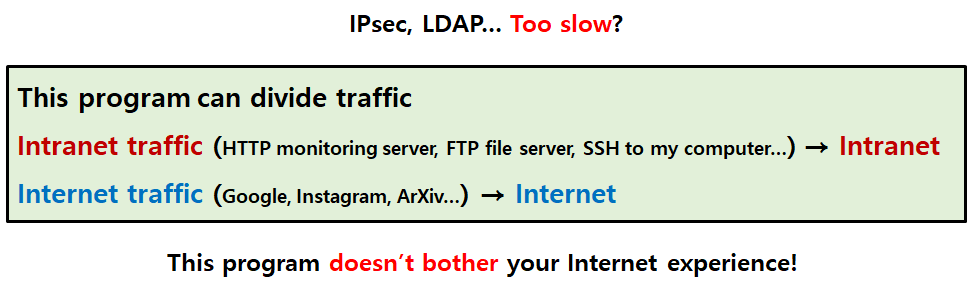 IPsec, LDAP... Too slow?
This program can divide traffic
Intranet traffic (HTTP monitoring server, FTP file server, SSH to my computer...) → Intranet
Internet traffic (Google, Instagram, ArXiv...) → Internet
This program doesn't bother your Internet experience!